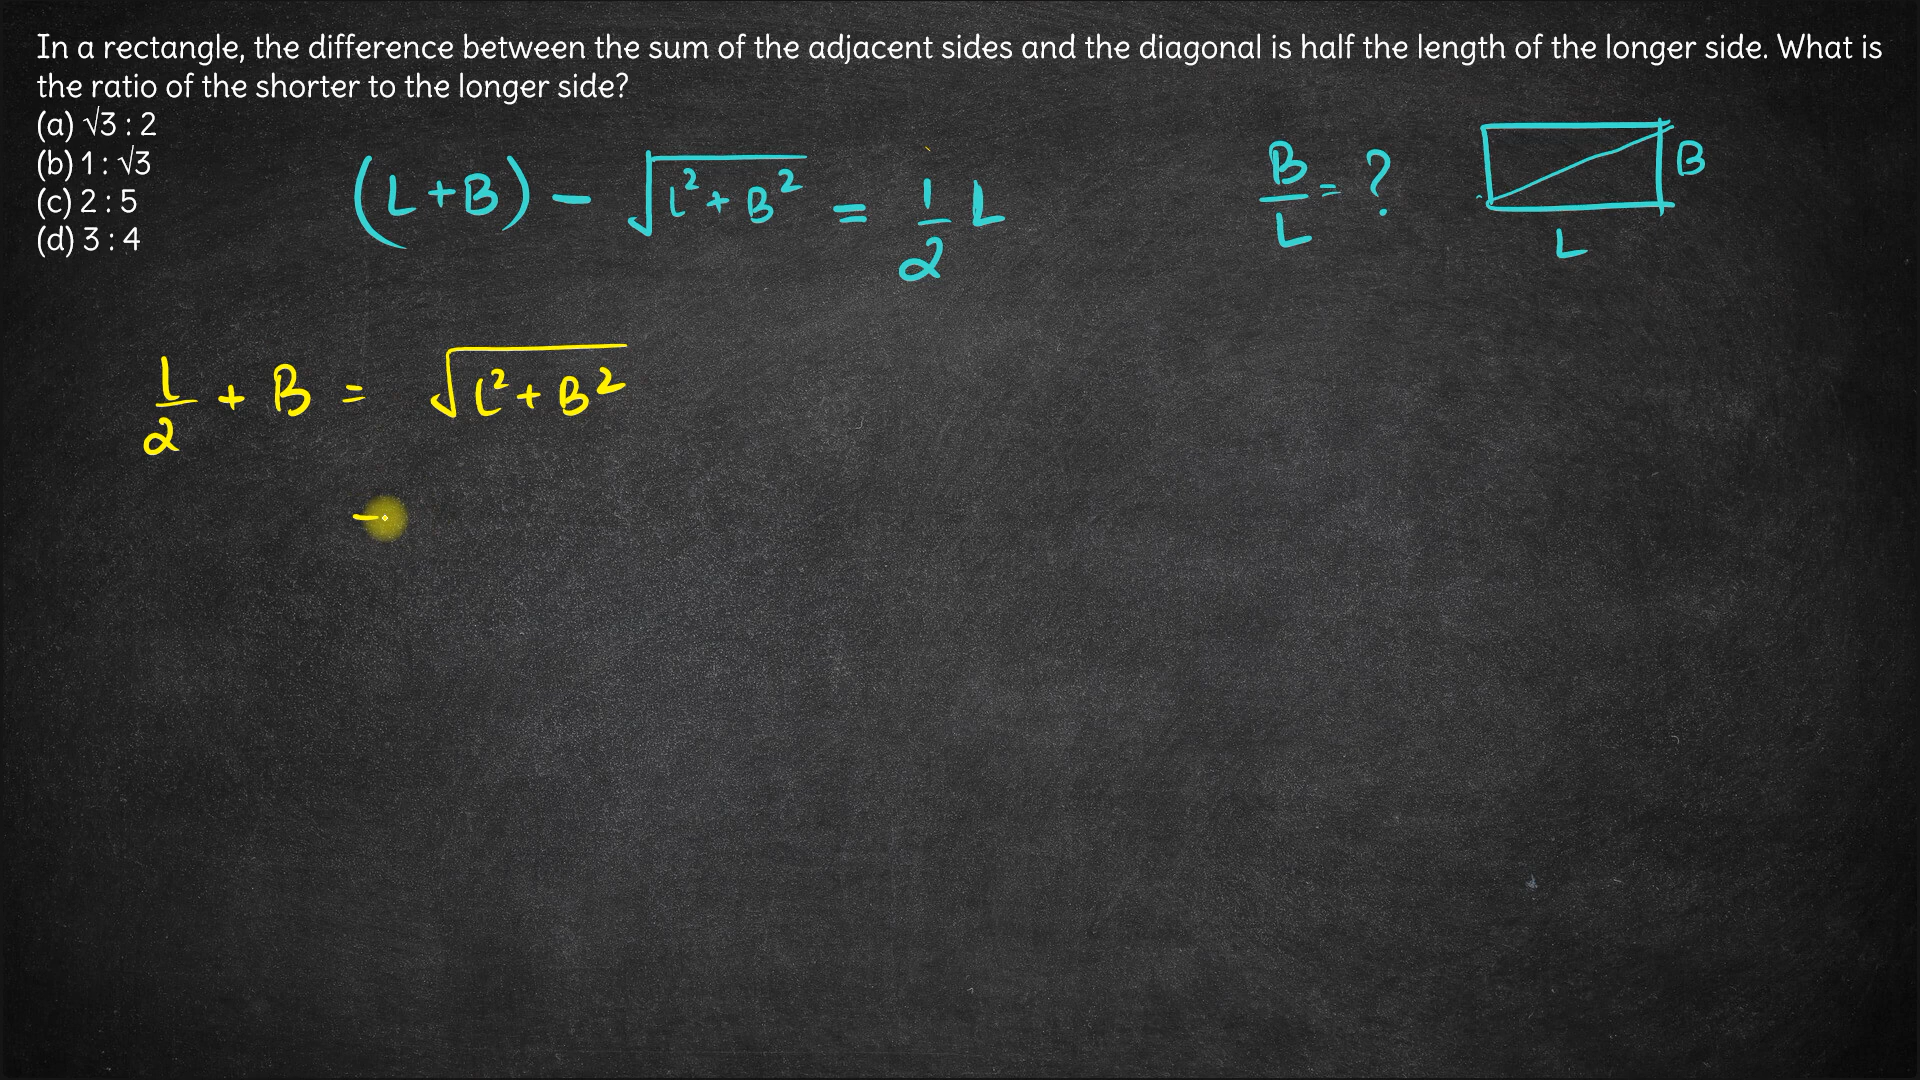 In a rectangle, the difference between the sum of the adjacent sides and the diagonal is half the length of the longer side. What is
the ratio of the shorter to the longer side?
(a) √3 : 2
(b) 1 : √3
(c) 2 : 5
(d) 3 : 4
(L+B) - √(L²+B²) = 1/2 L
B/L = ?
B
L
L/2 + B = √(L²+B²)